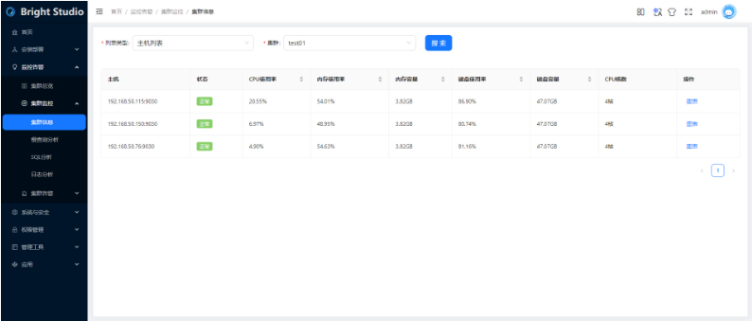 Bright Studio
首页 / 监控告警 / 集群监控 / 集群信息
admin
首页
安装部署
监控告警
集群总览
集群监控
集群信息
慢查询分析
SQL分析
日志分析
集群告警
系统与安全
权限管理
管理工具
应用
* 列表类型: 主机列表 * 集群: test01 搜 索
主机 状态 CPU使用率 内存使用率 内存容量 磁盘使用率 磁盘容量 CPU核数 操作
192.168.50.115:9030 正常 20.55% 54.01% 3.82GB 86.90% 47.07GB 4核 图表
192.168.50.150:9030 正常 6.97% 48.95% 3.82GB 80.74% 47.07GB 4核 图表
192.168.50.76:9030 正常 4.90% 54.63% 3.82GB 81.16% 47.07GB 4核 图表
1